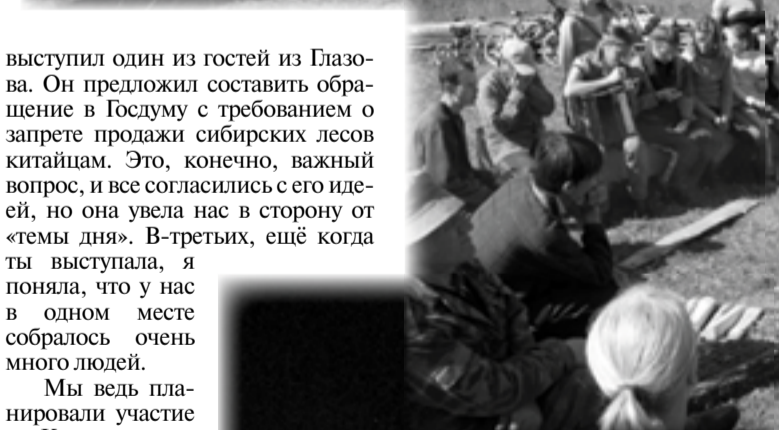 выступил один из гостей из Глазо-
ва. Он предложил составить обра-
щение в Госдуму с требованием о
запрете продажи сибирских лесов
китайцам. Это, конечно, важный
вопрос, и все согласились с его иде-
ей, но она увела нас в сторону от
«темы дня». В-третьих, ещё когда
ты выступала, я
поняла, что у нас
в одном месте
собралось очень
много людей.
Мы ведь пла-
нировали участие